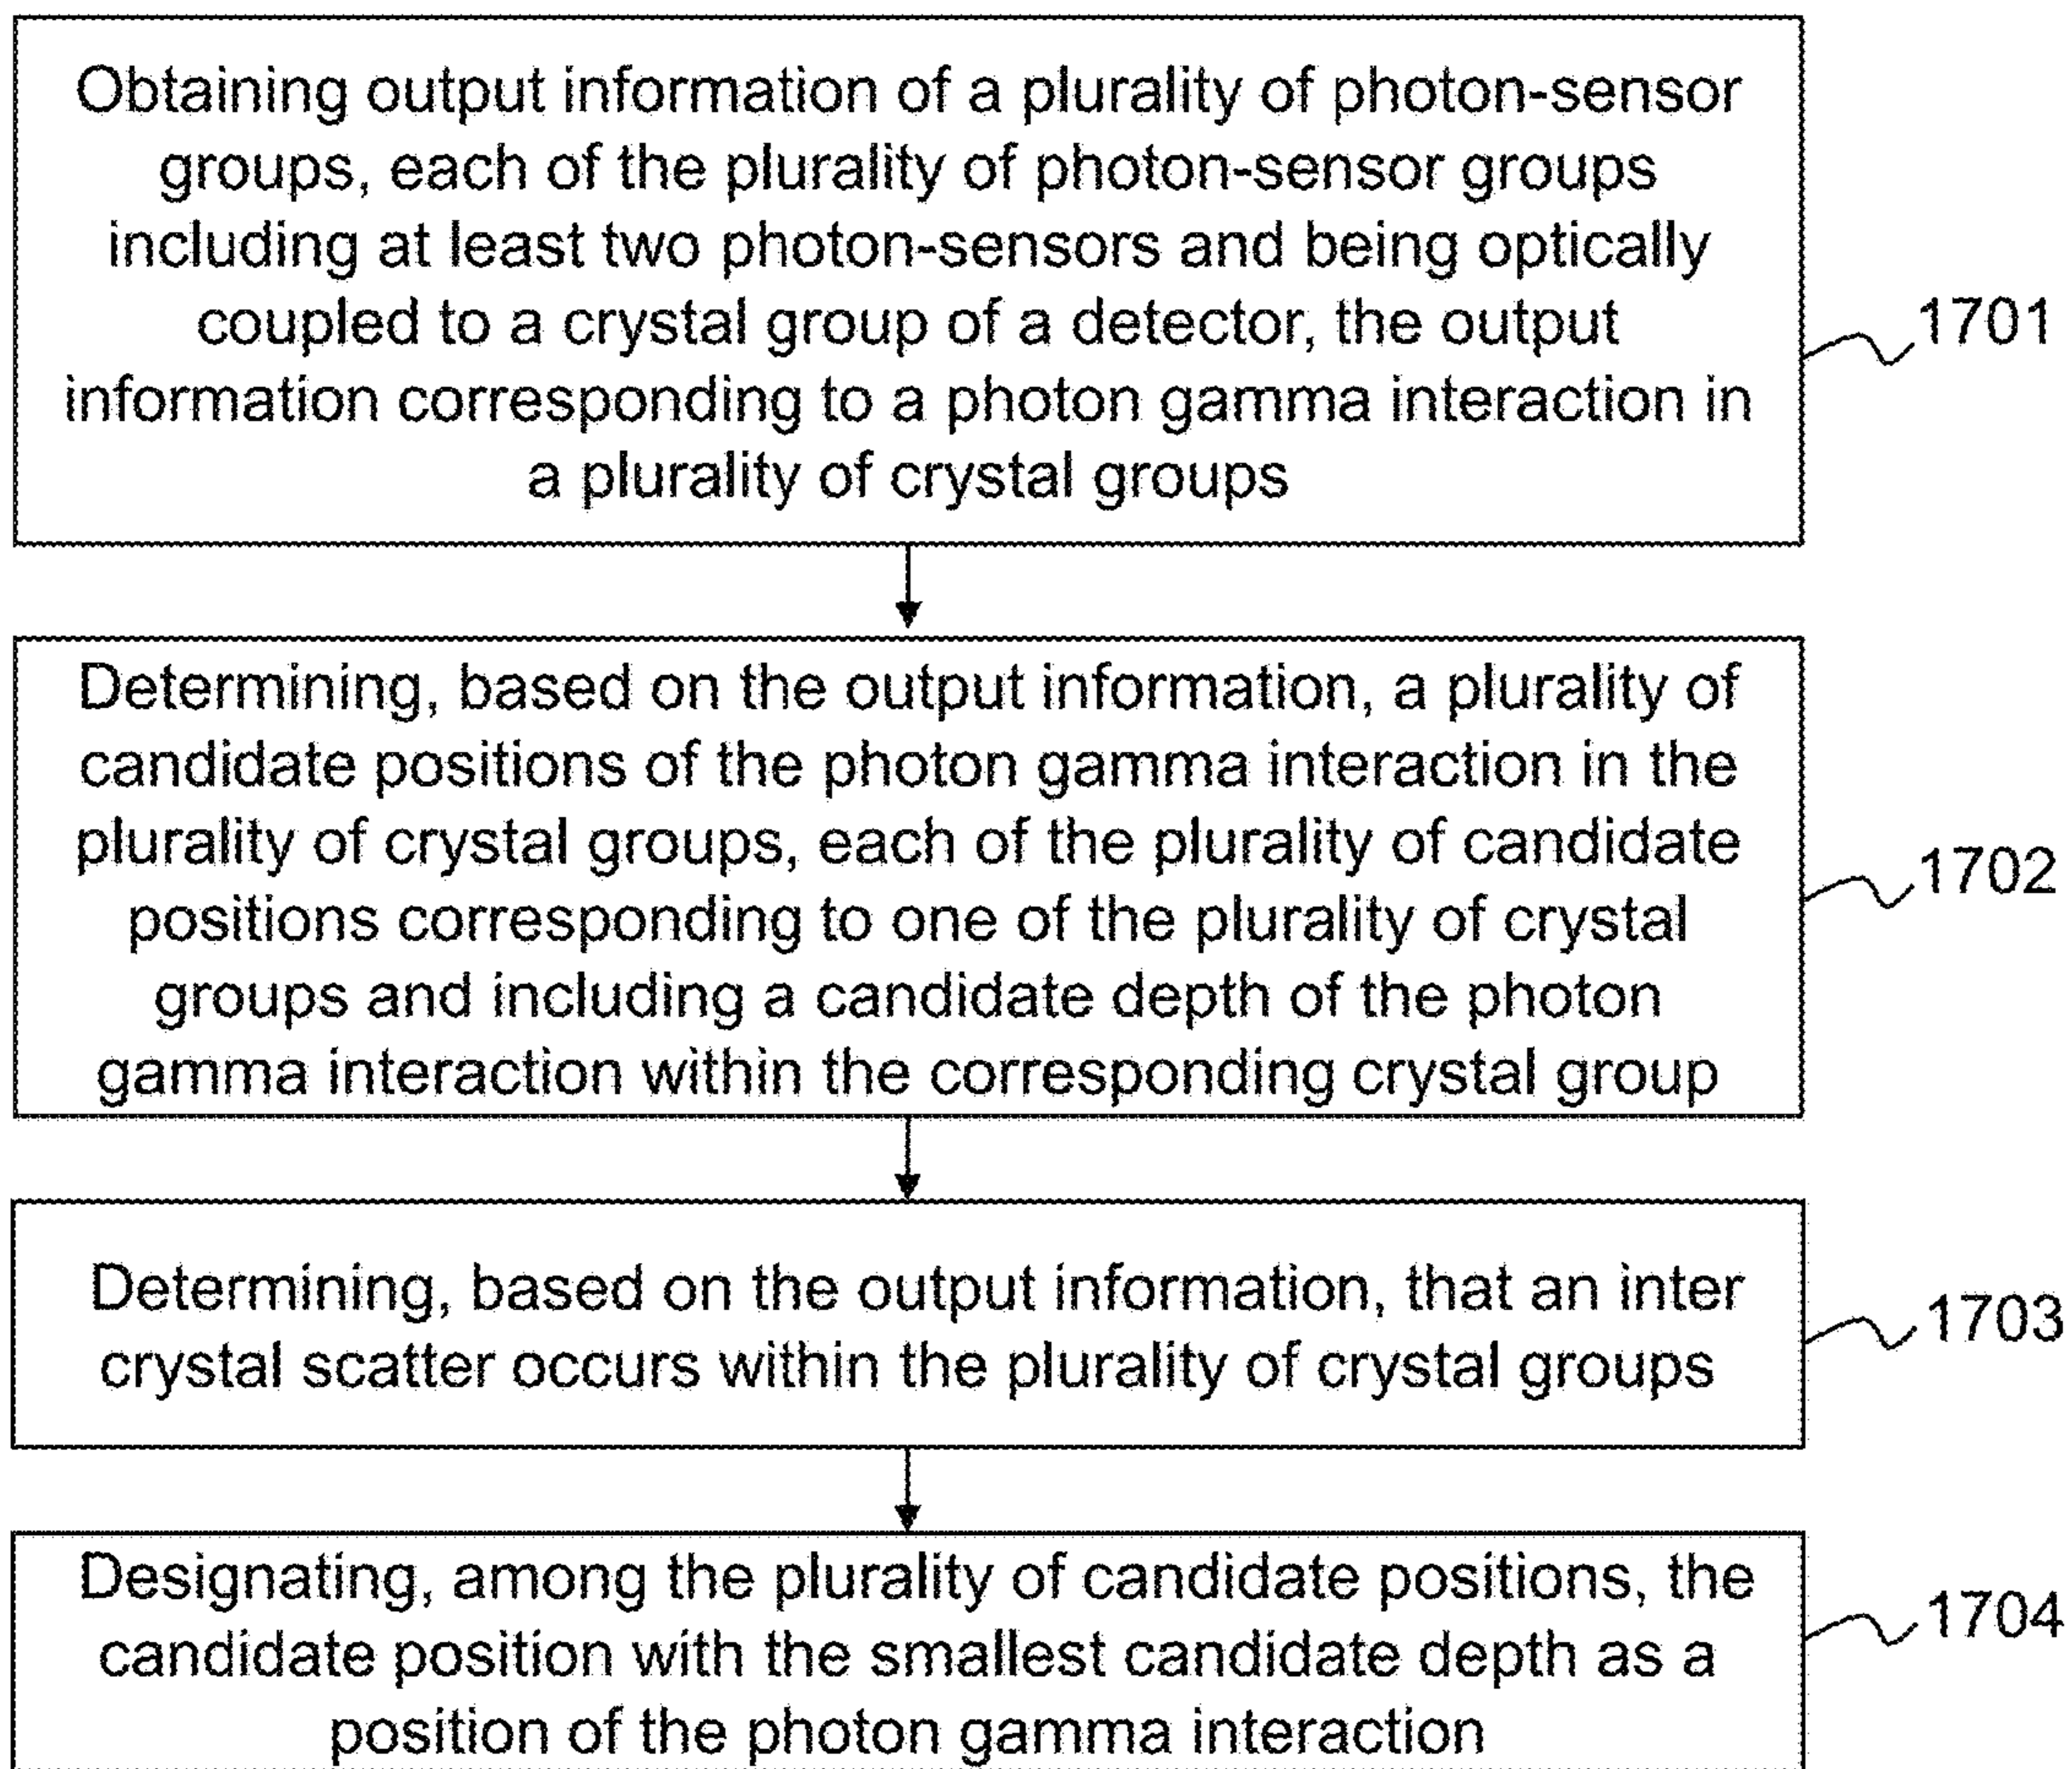 Obtaining output information of a plurality of photon-sensor
groups, each of the plurality of photon-sensor groups
including at least two photon-sensors and being optically
coupled to a crystal group of a detector, the output
information corresponding to a photon gamma interaction in
a plurality of crystal groups
1701
Determining, based on the output information, a plurality of
candidate positions of the photon gamma interaction in the
plurality of crystal groups, each of the plurality of candidate
positions corresponding to one of the plurality of crystal
groups and including a candidate depth of the photon
gamma interaction within the corresponding crystal group
1702
Determining, based on the output information, that an inter
crystal scatter occurs within the plurality of crystal groups
1703
Designating, among the plurality of candidate positions, the
candidate position with the smallest candidate depth as a
position of the photon gamma interaction
1704